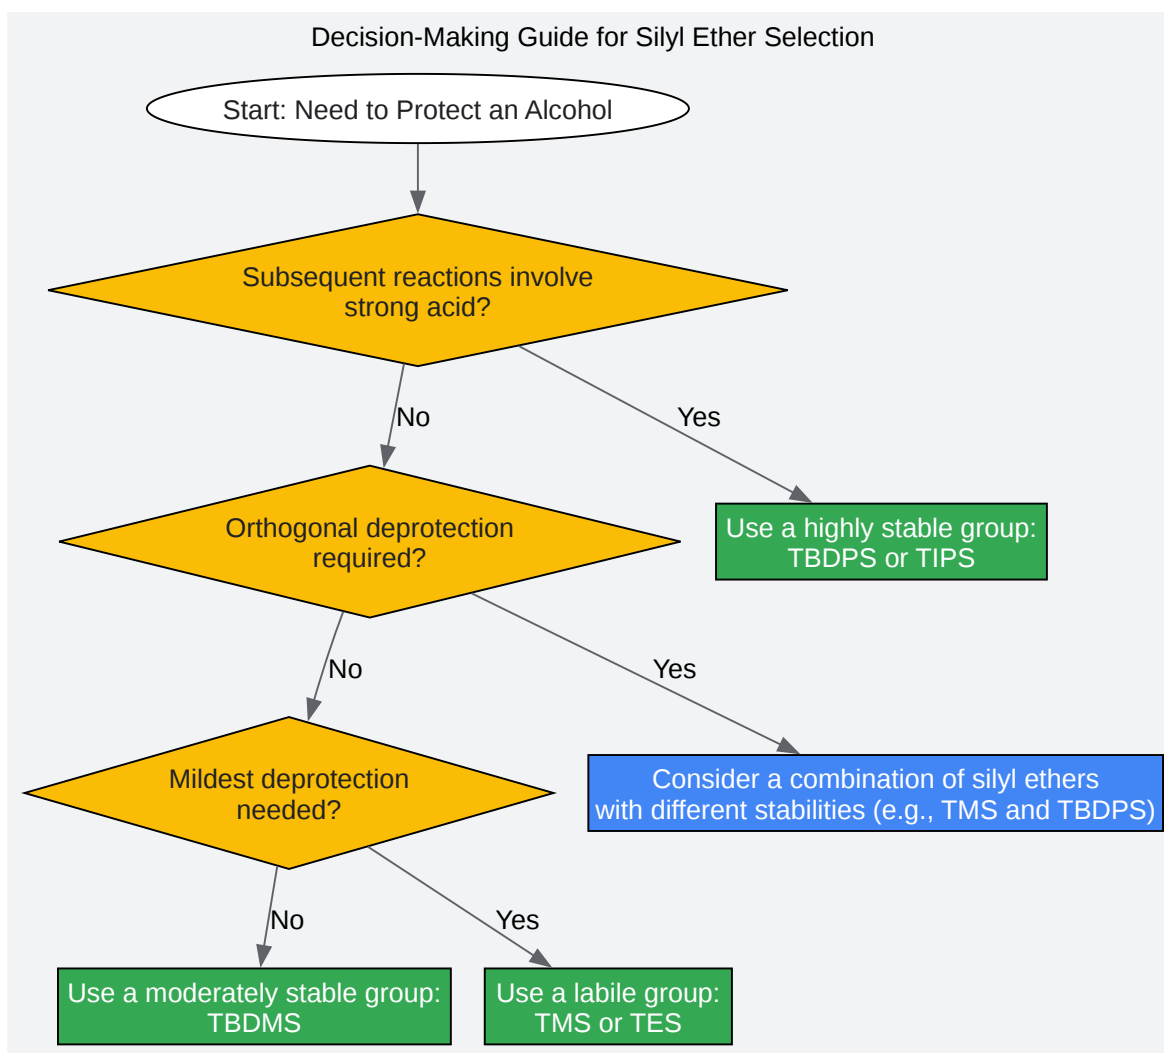 Decision-Making Guide for Silyl Ether Selection
Start: Need to Protect an Alcohol
Subsequent reactions involve
strong acid?
No
Yes
Orthogonal deprotection
required?
Use a highly stable group:
TBDPS or TIPS
No
Yes
Mildest deprotection
needed?
Consider a combination of silyl ethers
with different stabilities (e.g., TMS and TBDPS)
No
Yes
Use a moderately stable group:
TBDMS
Use a labile group:
TMS or TES